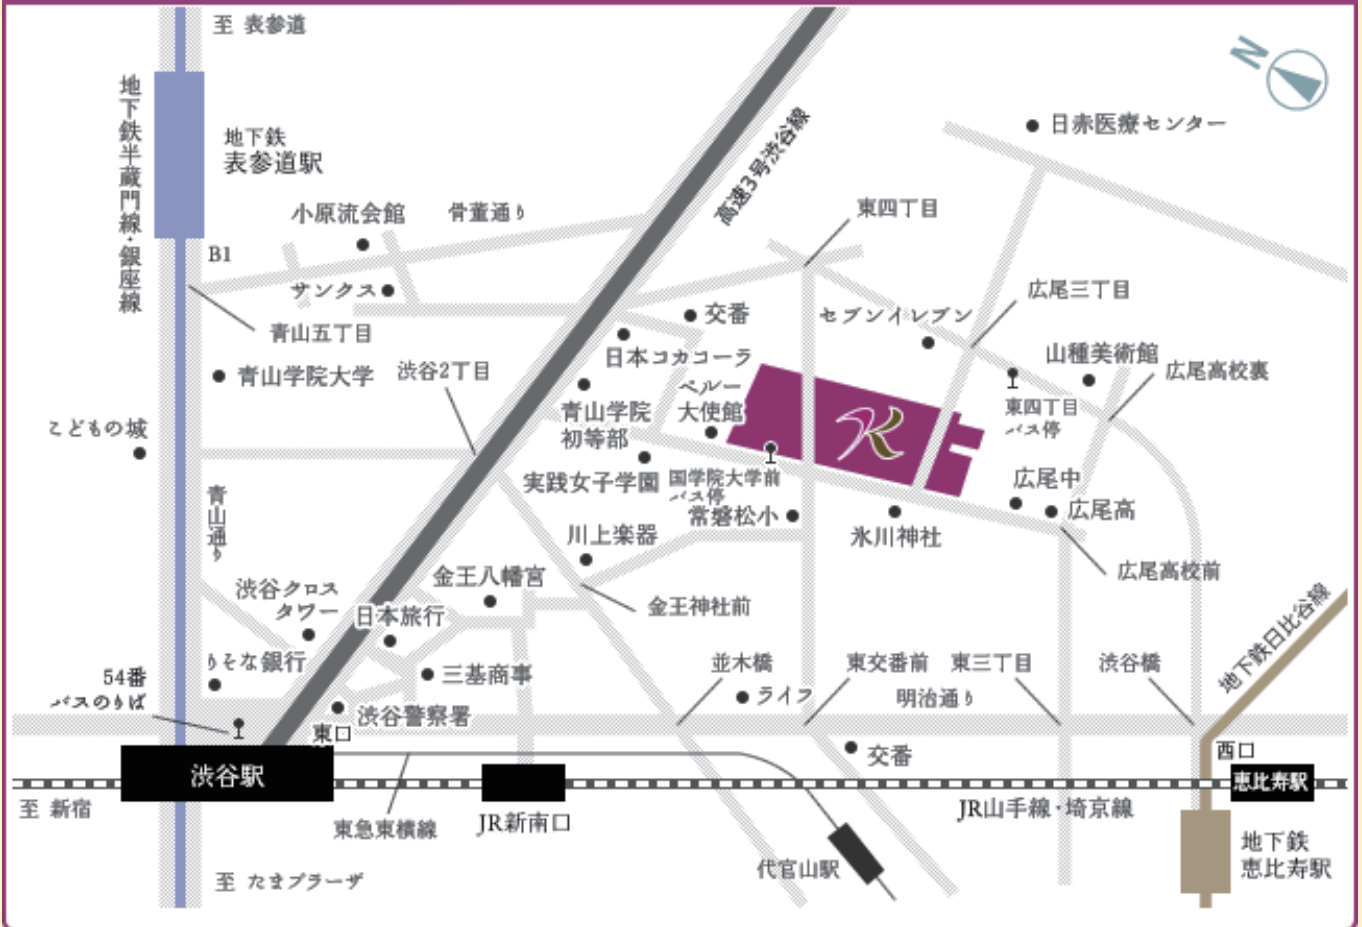 至 表参道
地下鉄半蔵門線・銀座線
地下鉄
表参道駅
小原流会館
骨董通り
B1
サンクス
青山五丁目
青山学院大学
渋谷2丁目
こどもの城
青山通り
高速3号渋谷線
N
日赤医療センター
東四丁目
広尾三丁目
交番
セブンイレブン
日本コカコーラ
山種美術館
広尾高校裏
ペルー
大使館
青山学院
初等部
K
東四丁目
バス停
実践女子学園
国学院大学前
バス停
常磐松小
広尾中
広尾高
氷川神社
広尾高校前
川上楽器
金王八幡宮
金王神社前
渋谷クロス
タワー
日本旅行
りそな銀行
三基商事
54番
バスのりば
渋谷警察署
東口
並木橋
ライフ
東交番前
東三丁目
明治通り
渋谷橋
地下鉄日比谷線
交番
西口
渋谷駅
恵比寿駅
至 新宿
東急東横線
JR新南口
JR山手線・埼京線
代官山駅
地下鉄
恵比寿駅
至 たまプラーザ